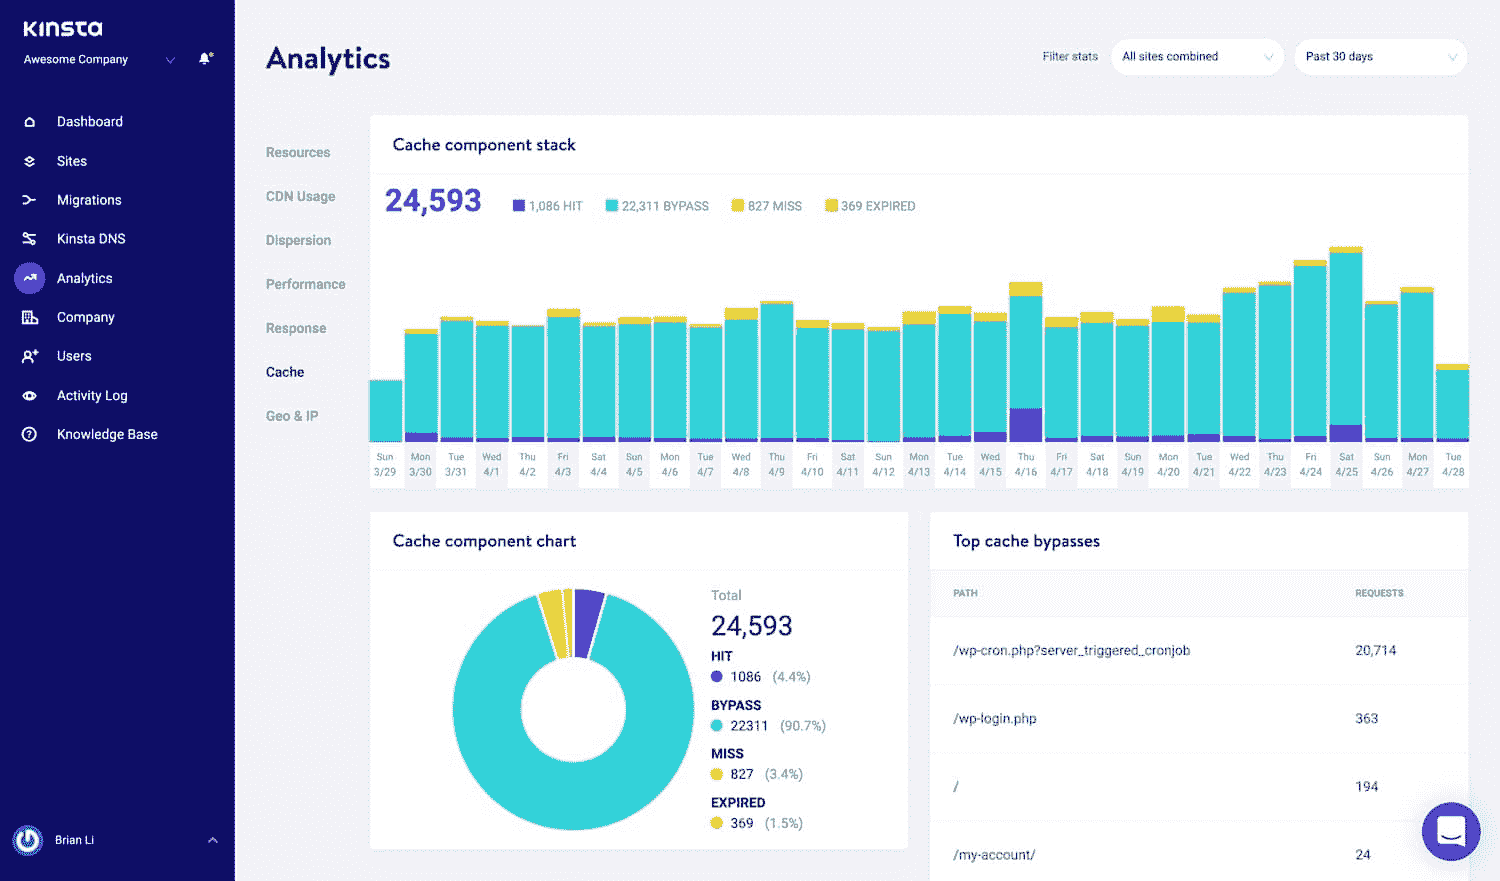 KINSTA
Awesome Company
Dashboard
Sites
Migrations
Kinsta DNS
Analytics
Company
Users
Activity Log
Knowledge Base
Brian Li
Analytics
Filter stats
All sites combined
Past 30 days
Resources
CDN Usage
Dispersion
Performance
Response
Cache
Geo & IP
Cache component stack
24,593 1,086 HIT 22,311 BYPASS 827 MISS 369 EXPIRED
Sun Mon Tue Wed Thu Fri Sat Sun Mon Tue Wed Thu Fri Sat Sun Mon Tue Wed Thu Fri Sat Sun Mon Tue Wed Thu Fri Sat Sun Mon Tue
3/29 3/30 3/31 4/1 4/2 4/3 4/4 4/5 4/6 4/7 4/8 4/9 4/10 4/11 4/12 4/13 4/14 4/15 4/16 4/17 4/18 4/19 4/20 4/21 4/22 4/23 4/24 4/25 4/26 4/27 4/28
Cache component chart
Total
24,593
HIT
1086 (4.4%)
BYPASS
22311 (90.7%)
MISS
827 (3.4%)
EXPIRED
369 (1.5%)
Top cache bypasses
PATH REQUESTS
/wp-cron.php?server_triggered_cronjob 20,714
/wp-login.php 363
/ 194
/my-account/ 24